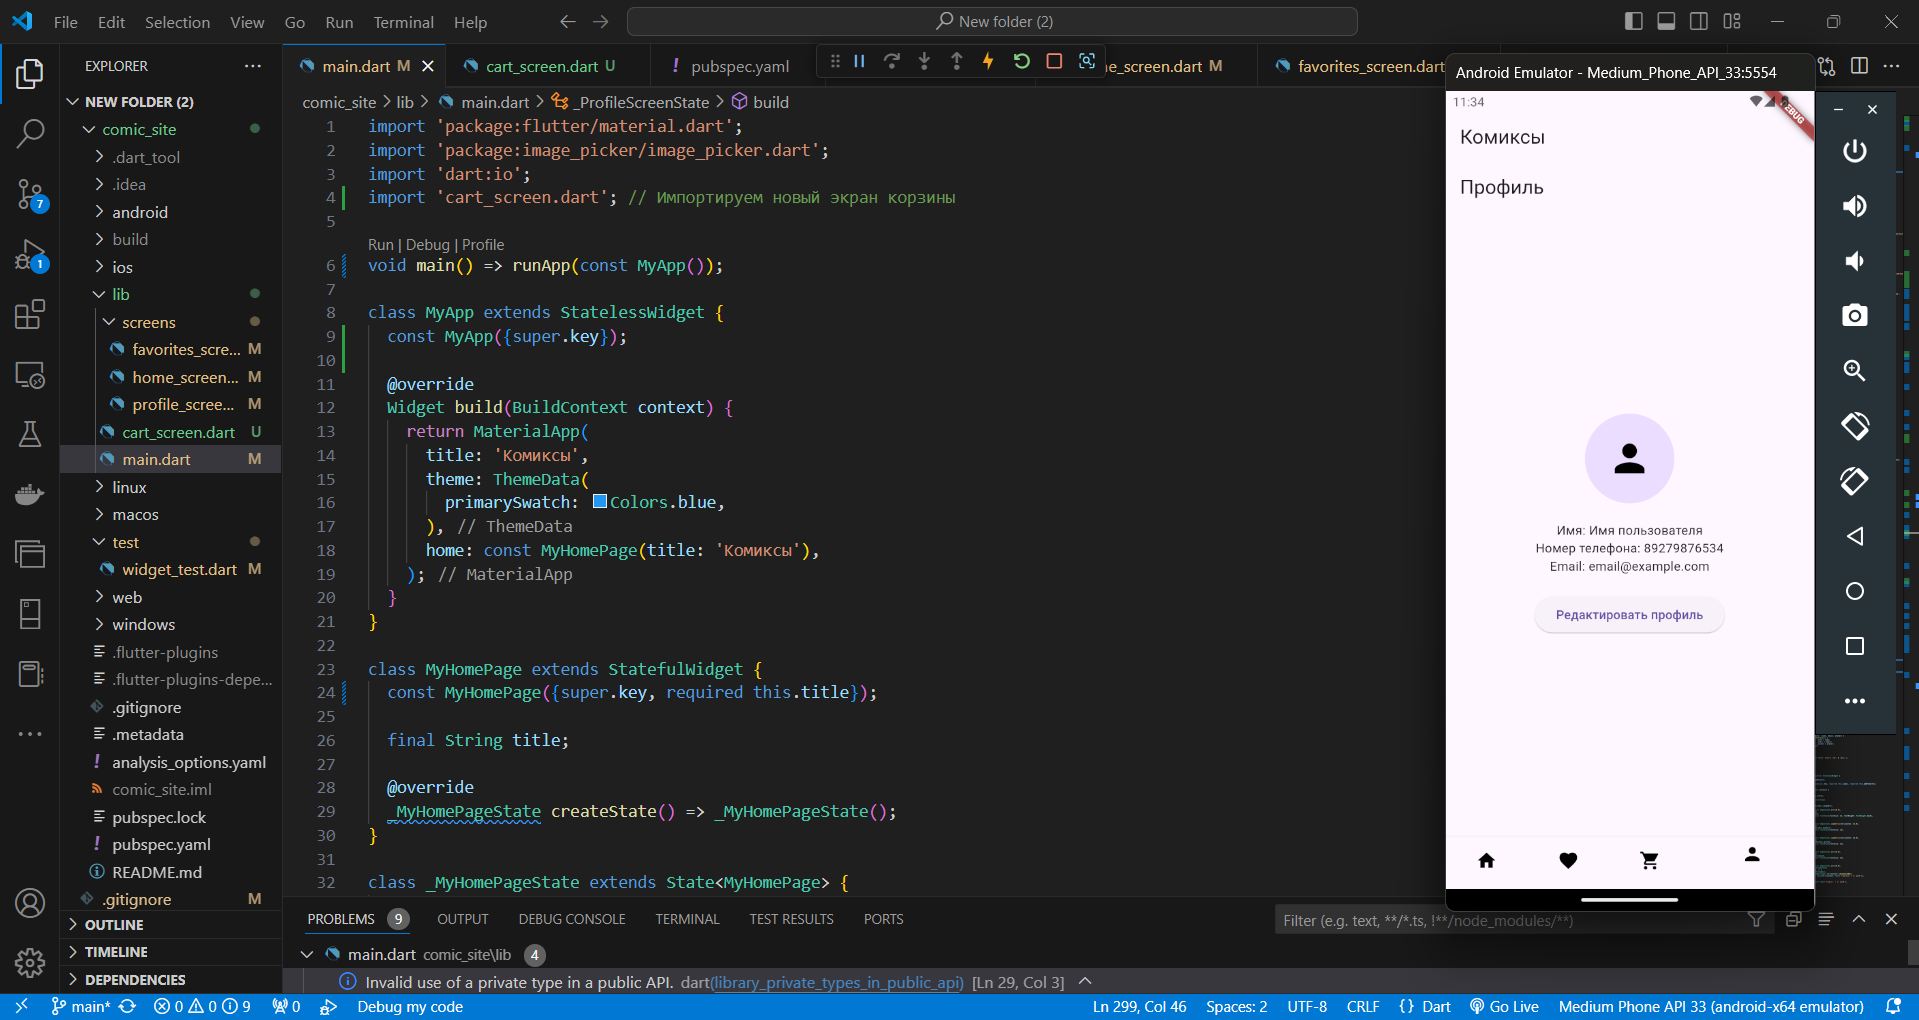 File Edit Selection View Go Run Terminal Help
New folder (2)
EXPLORER
NEW FOLDER (2)
comic_site
.dart_tool
.idea
android
build
ios
lib
screens
favorites_scre... M
home_screen... M
profile_scree... M
cart_screen.dart U
main.dart M
linux
macos
test
widget_test.dart M
web
windows
.flutter-plugins
.flutter-plugins-depe...
.gitignore
.metadata
analysis_options.yaml
comic_site.iml
pubspec.lock
pubspec.yaml
README.md
.gitignore M
OUTLINE
TIMELINE
DEPENDENCIES
7
1
main.dart M
cart_screen.dart U
! pubspec.yaml
ne_screen.dart M
favorites_screen.dart
comic_site > lib > main.dart > _ProfileScreenState > build
1 import 'package:flutter/material.dart';
2 import 'package:image_picker/image_picker.dart';
3 import 'dart:io';
4 import 'cart_screen.dart'; // Импортируем новый экран корзины
5
Run | Debug | Profile
6 void main() => runApp(const MyApp());
7
8 class MyApp extends StatelessWidget {
9 const MyApp({super.key});
10
11 @override
12 Widget build(BuildContext context) {
13 return MaterialApp(
14 title: 'Комиксы',
15 theme: ThemeData(
16 primarySwatch: Colors.blue,
17 ), // ThemeData
18 home: const MyHomePage(title: 'Комиксы'),
19 ); // MaterialApp
20 }
21 }
22
23 class MyHomePage extends StatefulWidget {
24 const MyHomePage({super.key, required this.title});
25
26 final String title;
27
28 @override
29 _MyHomePageState createState() => _MyHomePageState();
30 }
31
32 class _MyHomePageState extends State<MyHomePage> {
PROBLEMS 9 OUTPUT DEBUG CONSOLE TERMINAL TEST RESULTS PORTS
Filter (e.g. text, **/*.ts, !**/node_modules/**)
main.dart comic_site\lib 4
Invalid use of a private type in a public API. dart(library_private_types_in_public_api) [Ln 29, Col 3]
main* 0 0 9 0 Debug my code
Ln 299, Col 46 Spaces: 2 UTF-8 CRLF {} Dart Go Live Medium Phone API 33 (android-x64 emulator)
Android Emulator - Medium_Phone_API_33:5554
11:34
DEBUG
Комиксы
Профиль
Имя: Имя пользователя
Номер телефона: 89279876534
Email: email@example.com
Редактировать профиль